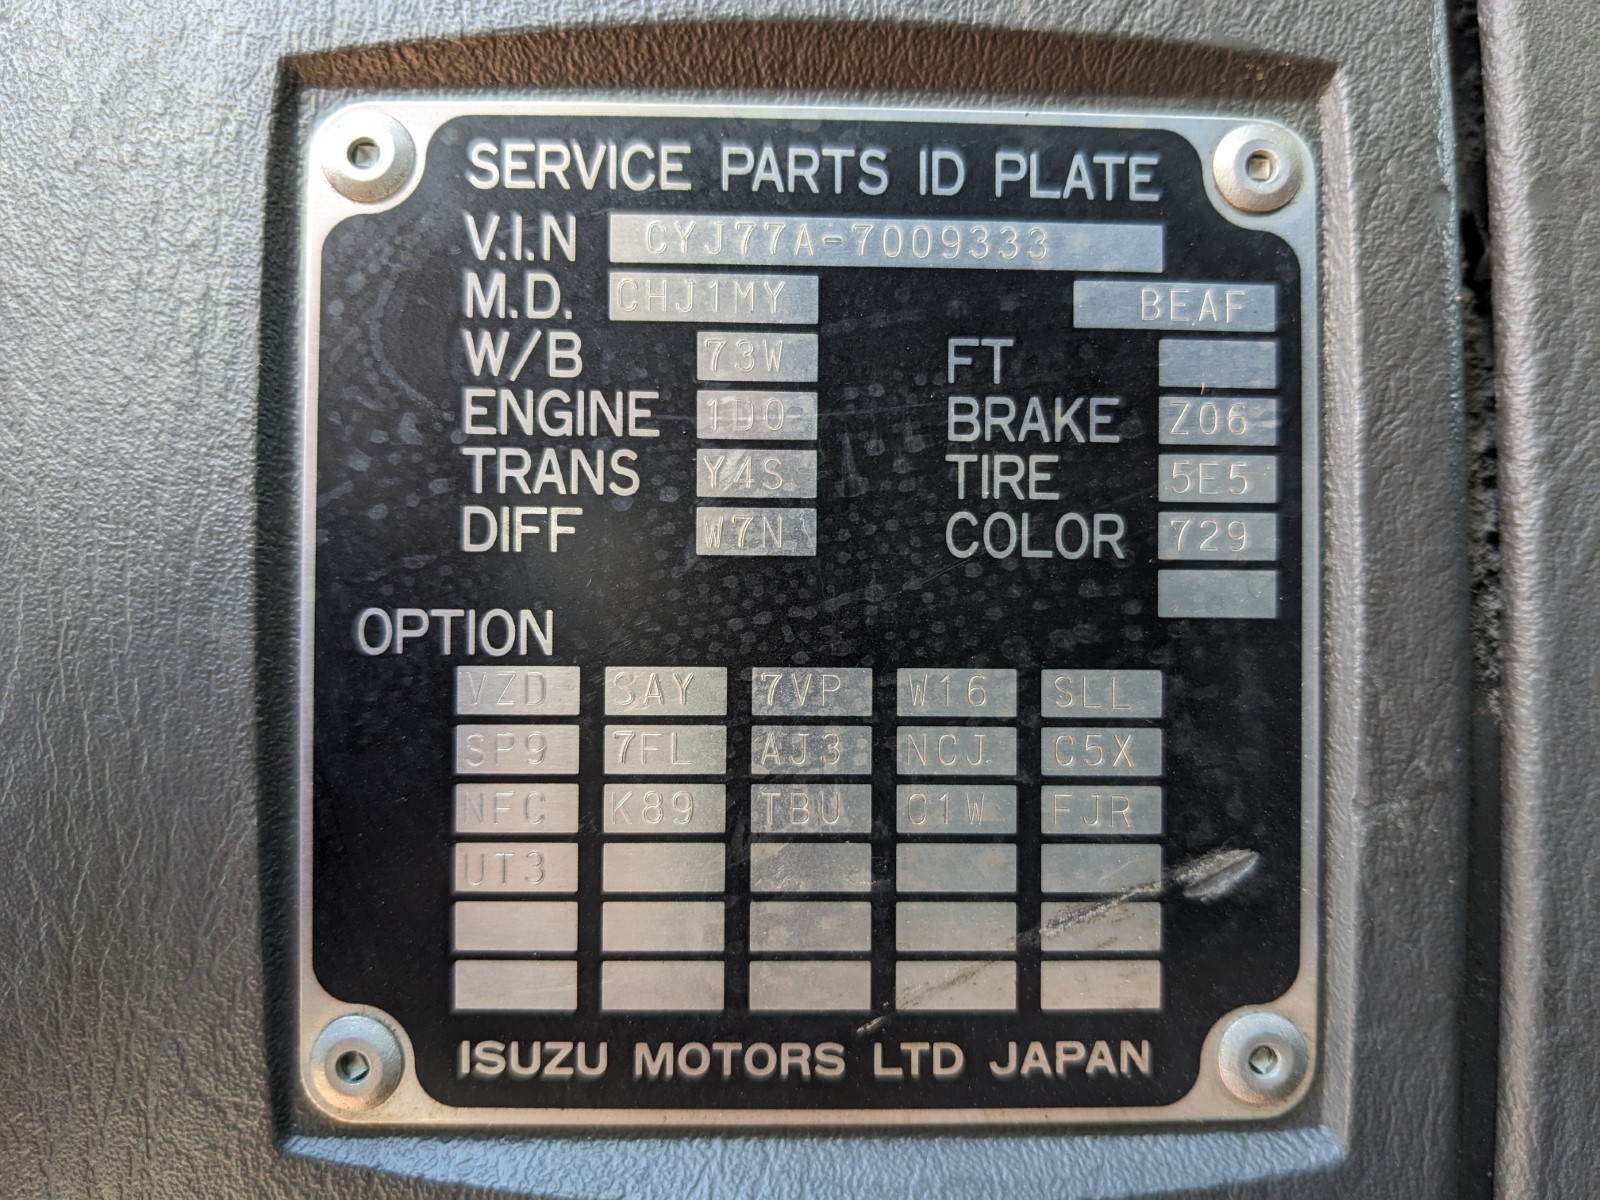 SERVICE PARTS ID PLATE
V.I.N CYJ77A-7009333
M.D. CHJ1MY BEAF
W/B 73W FT
ENGINE 1D0 BRAKE Z06
TRANS Y4S TIRE 5E5
DIFF W7N COLOR 729
OPTION
VZD SAY 7VP W16 SLL
SP9 7FL AJ3 NCJ C5X
NFC K89 TBU 01W FJR
UT3
ISUZU MOTORS LTD JAPAN